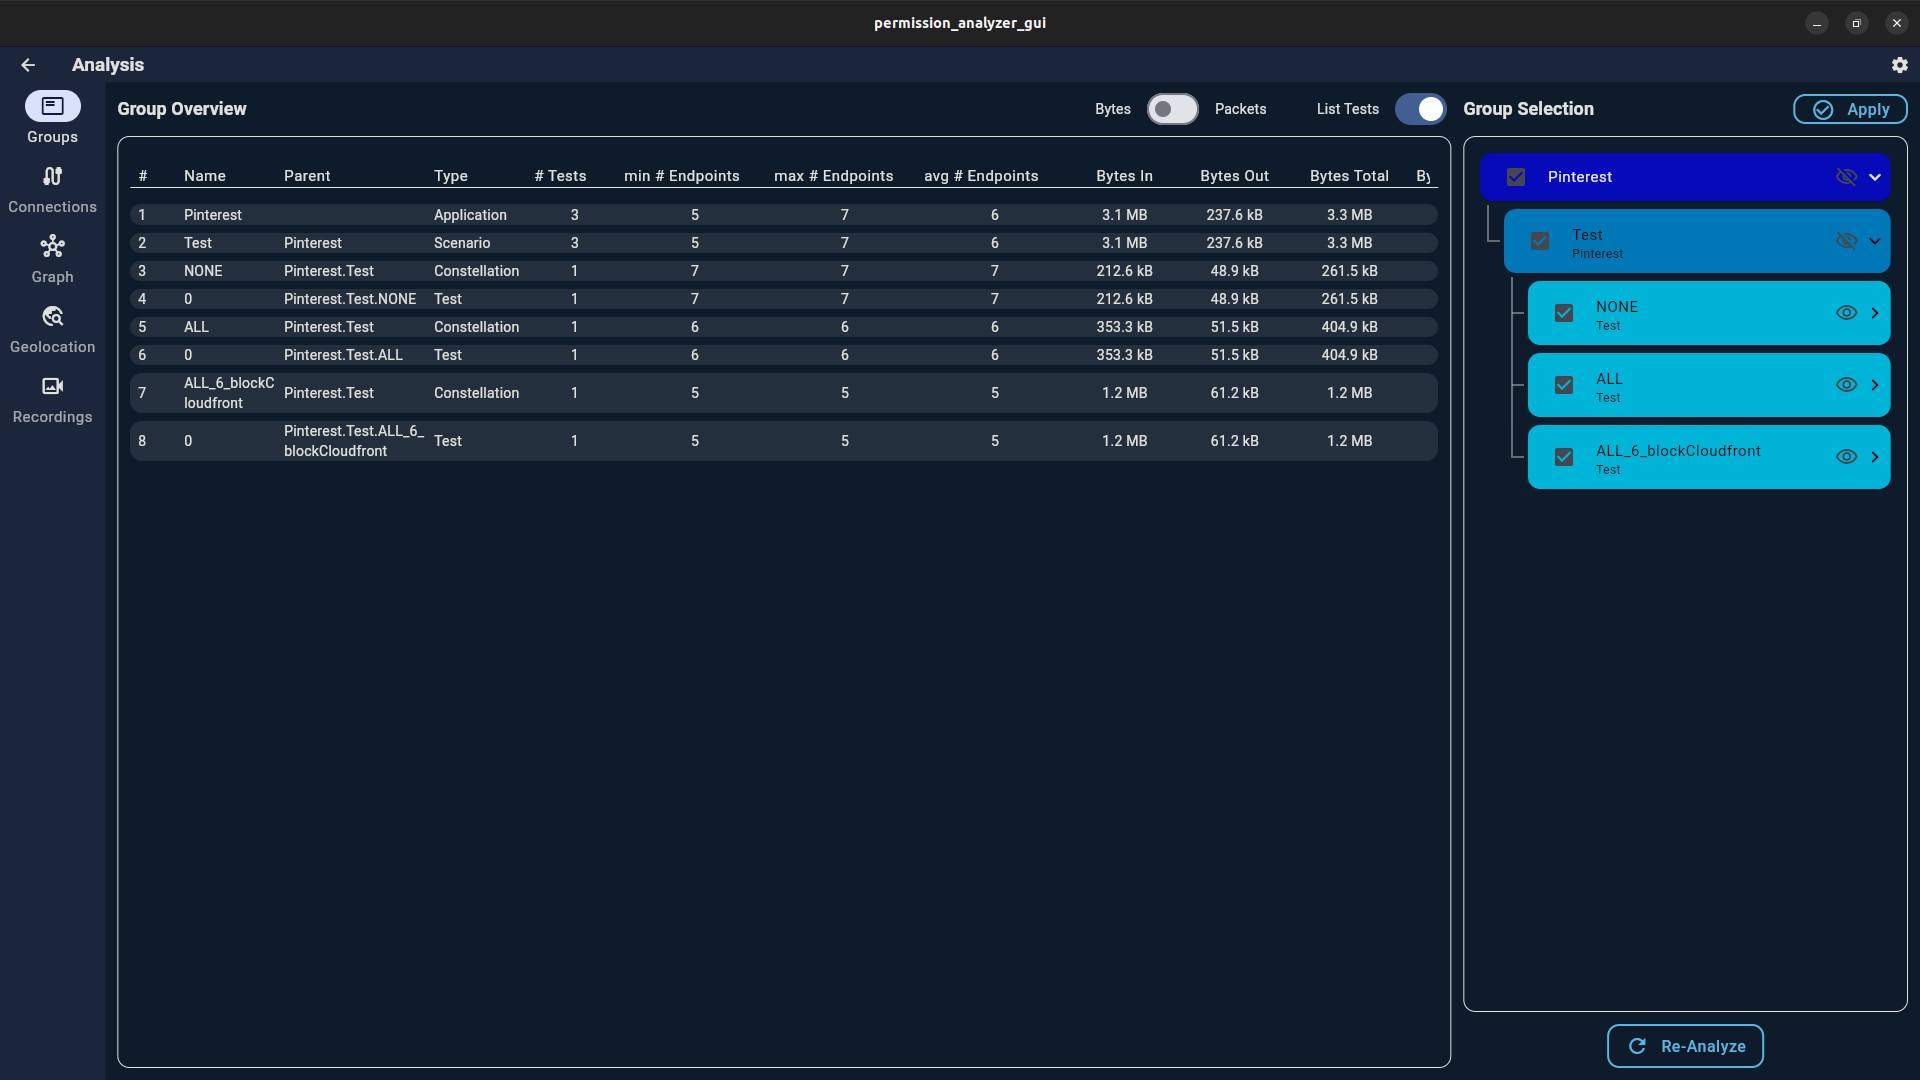 permission_analyzer_gui
Analysis
Groups
Connections
Graph
Geolocation
Recordings
Group Overview
Bytes Packets List Tests
# Name Parent Type # Tests min # Endpoints max # Endpoints avg # Endpoints Bytes In Bytes Out Bytes Total By
1 Pinterest Application 3 5 7 6 3.1 MB 237.6 kB 3.3 MB
2 Test Pinterest Scenario 3 5 7 6 3.1 MB 237.6 kB 3.3 MB
3 NONE Pinterest.Test Constellation 1 7 7 7 212.6 kB 48.9 kB 261.5 kB
4 0 Pinterest.Test.NONE Test 1 7 7 7 212.6 kB 48.9 kB 261.5 kB
5 ALL Pinterest.Test Constellation 1 6 6 6 353.3 kB 51.5 kB 404.9 kB
6 0 Pinterest.Test.ALL Test 1 6 6 6 353.3 kB 51.5 kB 404.9 kB
7 ALL_6_blockC
loudfront Pinterest.Test Constellation 1 5 5 5 1.2 MB 61.2 kB 1.2 MB
8 0 Pinterest.Test.ALL_6_
blockCloudfront Test 1 5 5 5 1.2 MB 61.2 kB 1.2 MB
Group Selection
Apply
Pinterest
Test
Pinterest
NONE
Test
ALL
Test
ALL_6_blockCloudfront
Test
Re-Analyze